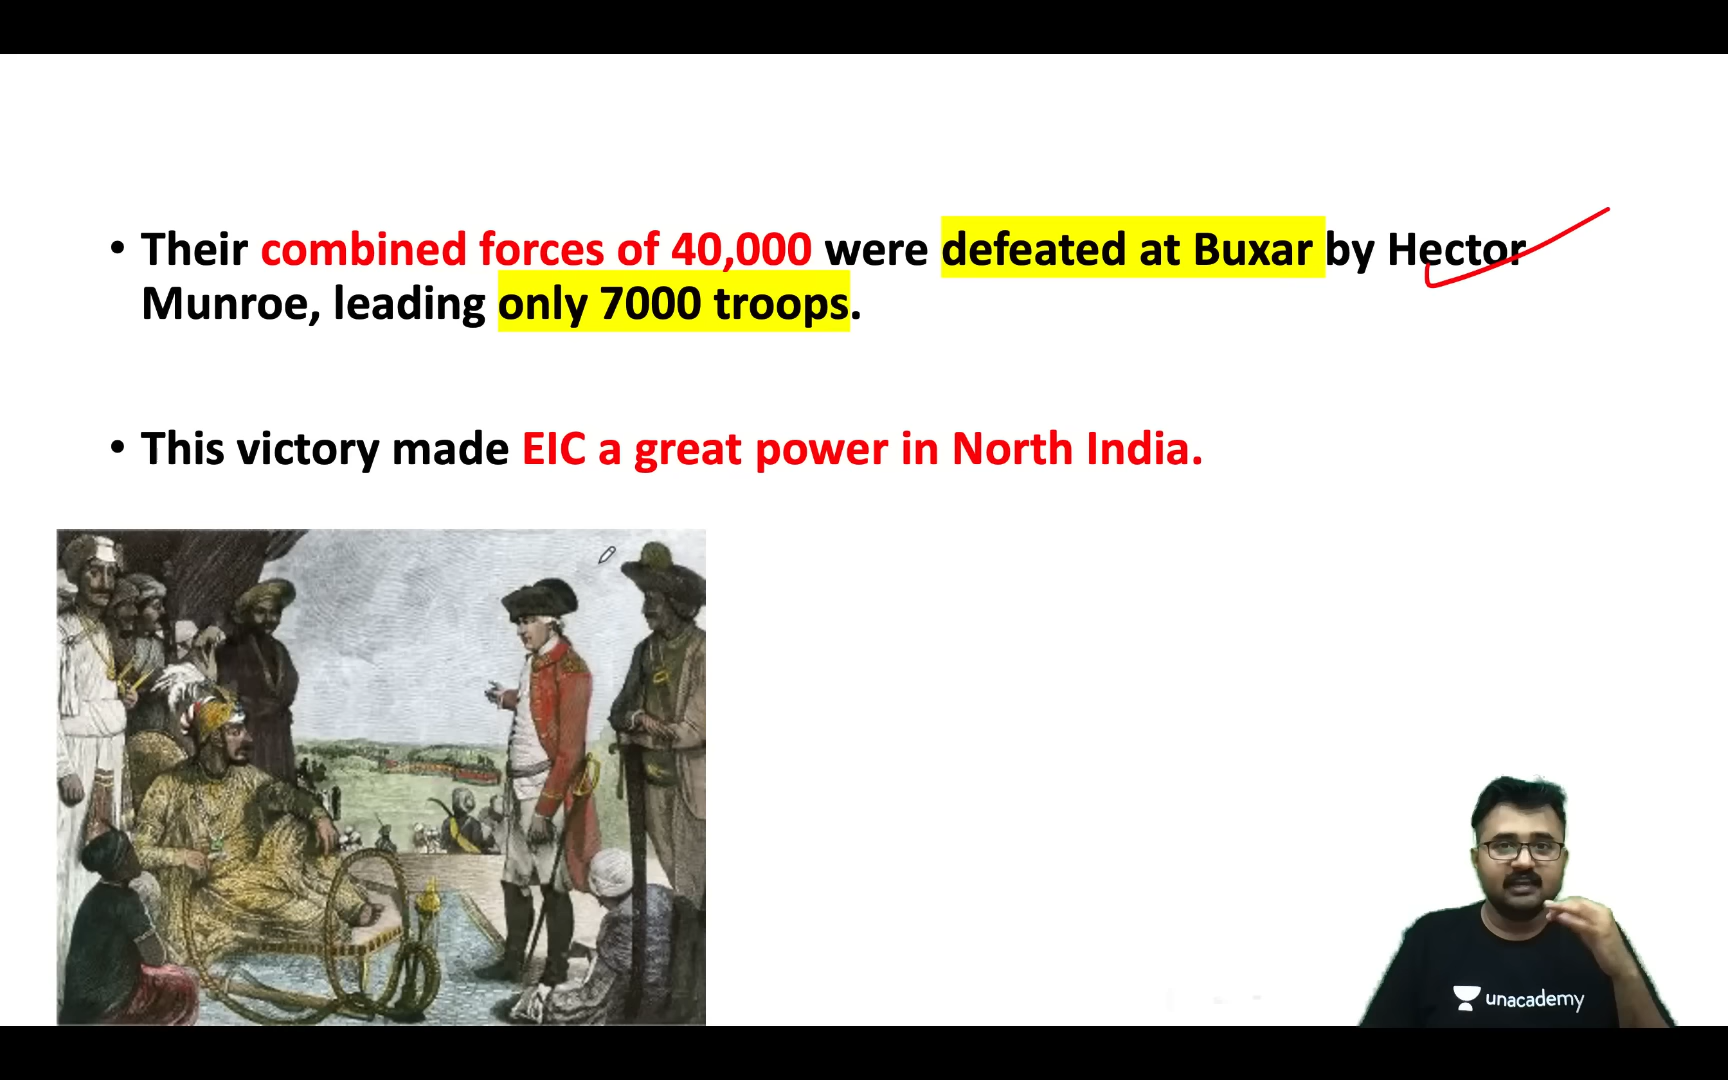 • Their combined forces of 40,000 were defeated at Buxar by Hector
Munroe, leading only 7000 troops.
• This victory made EIC a great power in North India.
unacademy